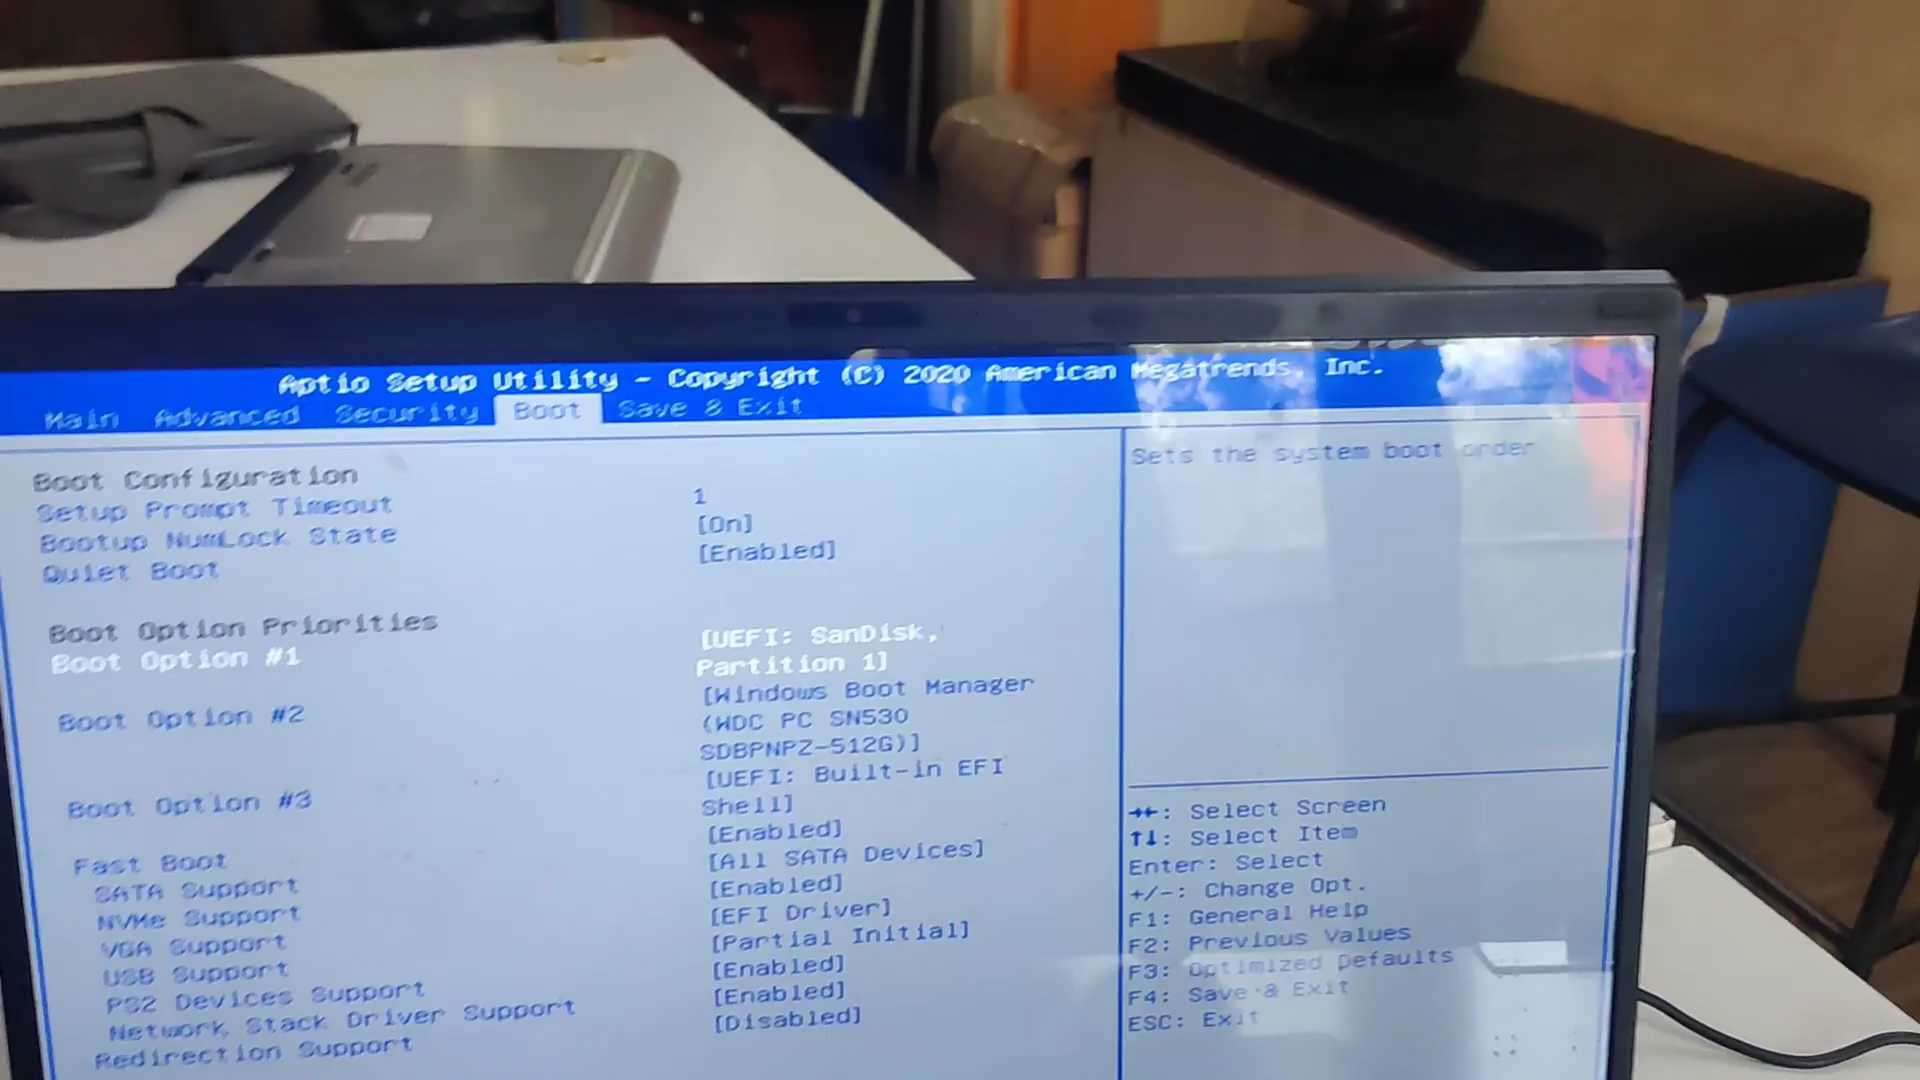 Aptio Setup Utility - Copyright (C) 2020 American Megatrends, Inc.
Main Advanced Security Boot Save & Exit
Boot Configuration
Setup Prompt Timeout 1
Bootup NumLock State [On]
Quiet Boot [Enabled]
Boot Option Priorities
Boot Option #1 [UEFI: SanDisk,
Partition 1]
Boot Option #2 [Windows Boot Manager
(WDC PC SN530
SDBPNPZ-512G)]
Boot Option #3 [UEFI: Built-in EFI
Shell]
Fast Boot [Enabled]
SATA Support [All SATA Devices]
NVMe Support [Enabled]
VGA Support [EFI Driver]
USB Support [Partial Initial]
PS2 Devices Support [Enabled]
Network Stack Driver Support [Enabled]
Redirection Support [Disabled]
Sets the system boot order
→←: Select Screen
↑↓: Select Item
Enter: Select
+/-: Change Opt.
F1: General Help
F2: Previous Values
F3: Optimized Defaults
F4: Save & Exit
ESC: Exit